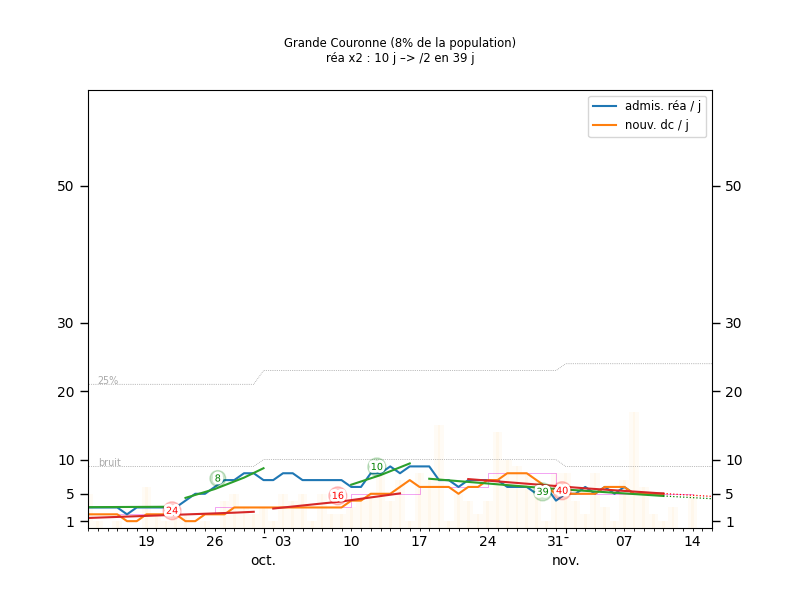 Grande Couronne (8% de la population)
réa x2 : 10 j –> /2 en 39 j
admis. réa / j
nouv. dc / j
50 50
30 30
25%
20 20
bruit
10 10
8 10
5 5
24 16 39 40
1 1
19 26 - 03 10 17 24 31- 07 14
oct. nov.